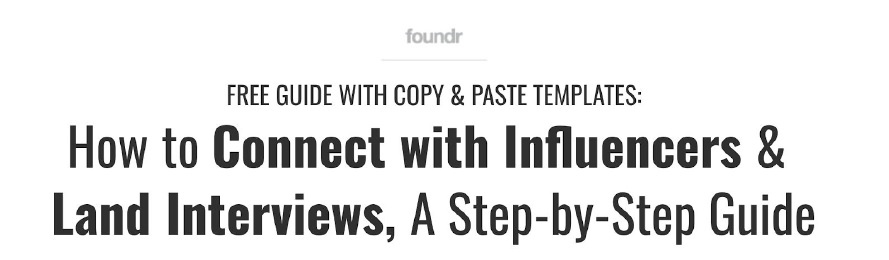 foundr
FREE GUIDE WITH COPY & PASTE TEMPLATES:
How to Connect with Influencers &
Land Interviews, A Step-by-Step Guide